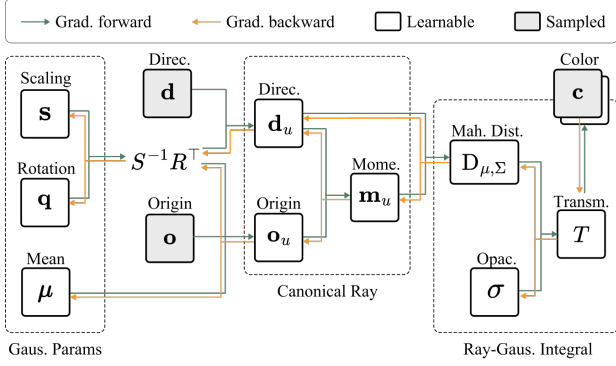 Grad. forward Grad. backward Learnable Sampled
Scaling
s
Rotation
q
Mean
μ
Gaus. Params
S⁻¹R⊤
Direc.
d
Origin
o
Direc.
d_u
Origin
o_u
Mome.
m_u
Canonical Ray
Mah. Dist.
D_{μ,Σ}
Opac.
σ
Color
c
Transm.
T
Ray-Gaus. Integral